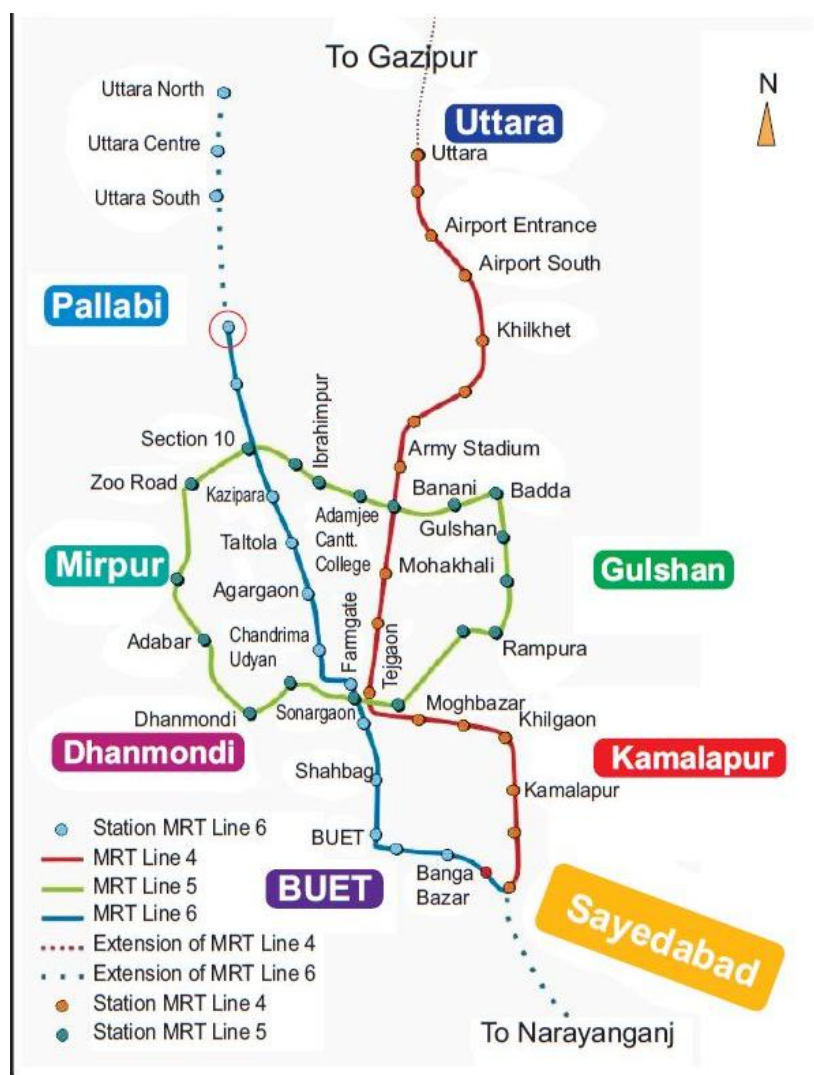 To Gazipur
N
Uttara North
Uttara
Uttara Centre
Uttara
Uttara South
Airport Entrance
Airport South
Pallabi
Khilkhet
Section 10
Ibrahimpur
Army Stadium
Zoo Road
Kazipara
Banani
Badda
Adamjee
Cantt.
College
Gulshan
Taltola
Mohakhali
Mirpur
Gulshan
Agargaon
Adabar
Chandrima
Udyan
Farmgate
Tejgaon
Rampura
Dhanmondi
Sonargaon
Moghbazar
Khilgaon
Dhanmondi
Kamalapur
Shahbag
Kamalapur
BUET
Banga
Bazar
BUET
Sayedabad
Station MRT Line 6
MRT Line 4
MRT Line 5
MRT Line 6
Extension of MRT Line 4
Extension of MRT Line 6
Station MRT Line 4
Station MRT Line 5
To Narayanganj